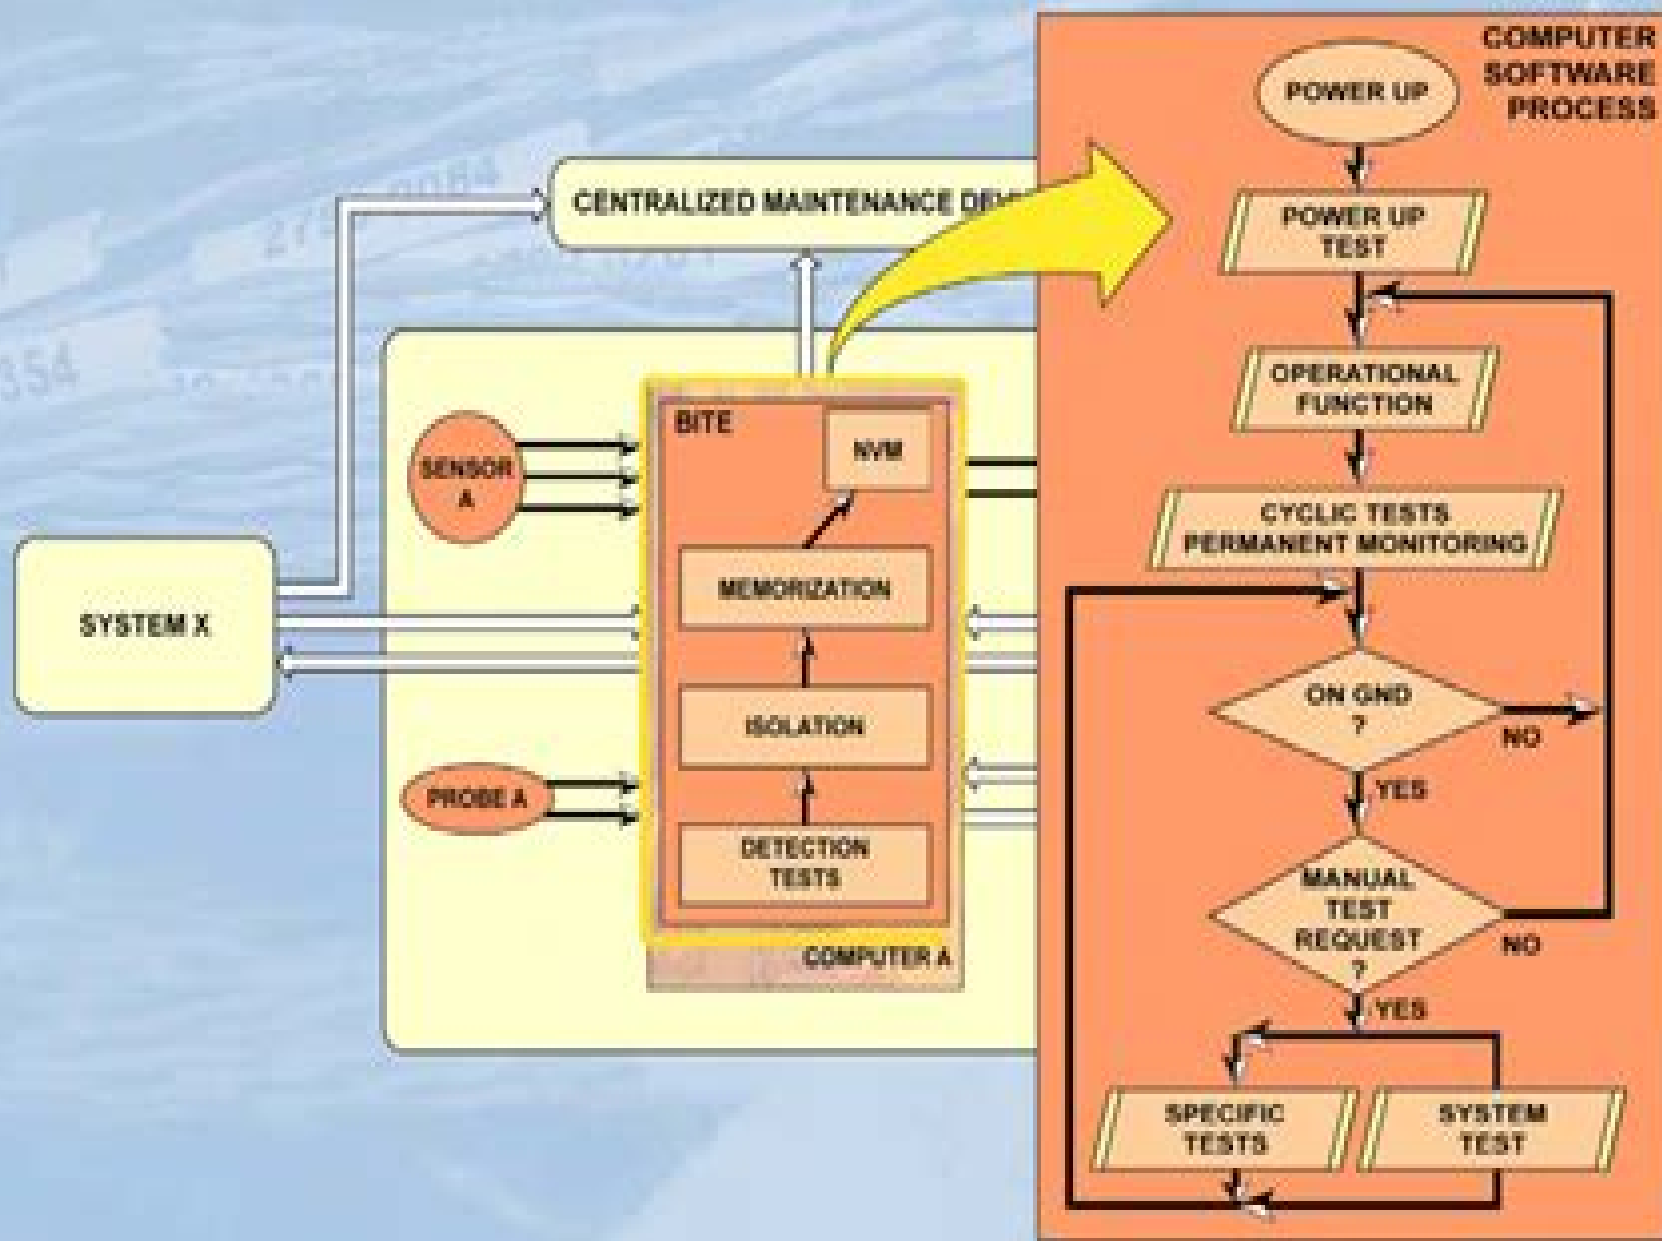 COMPUTER
SOFTWARE
PROCESS
POWER UP
POWER UP
TEST
OPERATIONAL
FUNCTION
CYCLIC TESTS
PERMANENT MONITORING
ON GND
?
NO
YES
MANUAL
TEST
REQUEST
?
NO
YES
SPECIFIC
TESTS
SYSTEM
TEST
CENTRALIZED MAINTENANCE
BITE
NVM
SENSOR
A
MEMORIZATION
SYSTEM X
ISOLATION
PROBE A
DETECTION
TESTS
COMPUTER A
354